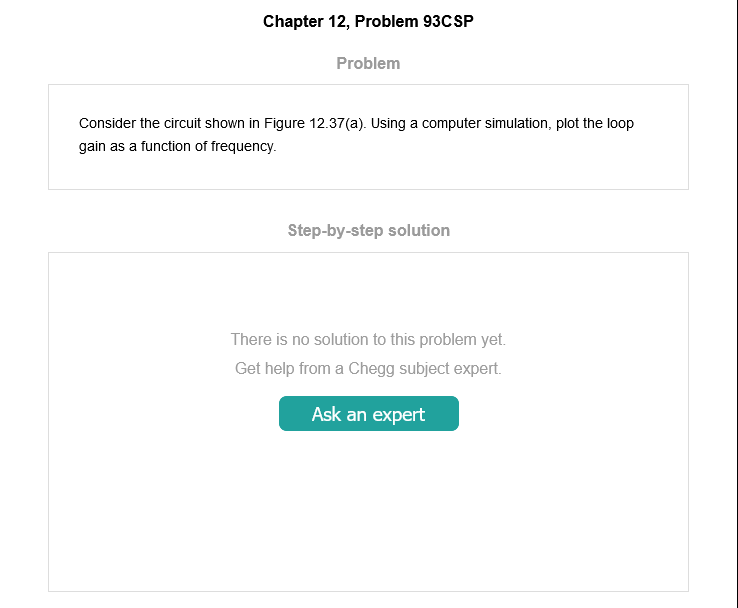 Chapter 12, Problem 93CSP
Problem
Consider the circuit shown in Figure 12.37(a). Using a computer simulation, plot the loop
gain as a function of frequency.
Step-by-step solution
There is no solution to this problem yet.
Get help from a Chegg subject expert.
Ask an expert